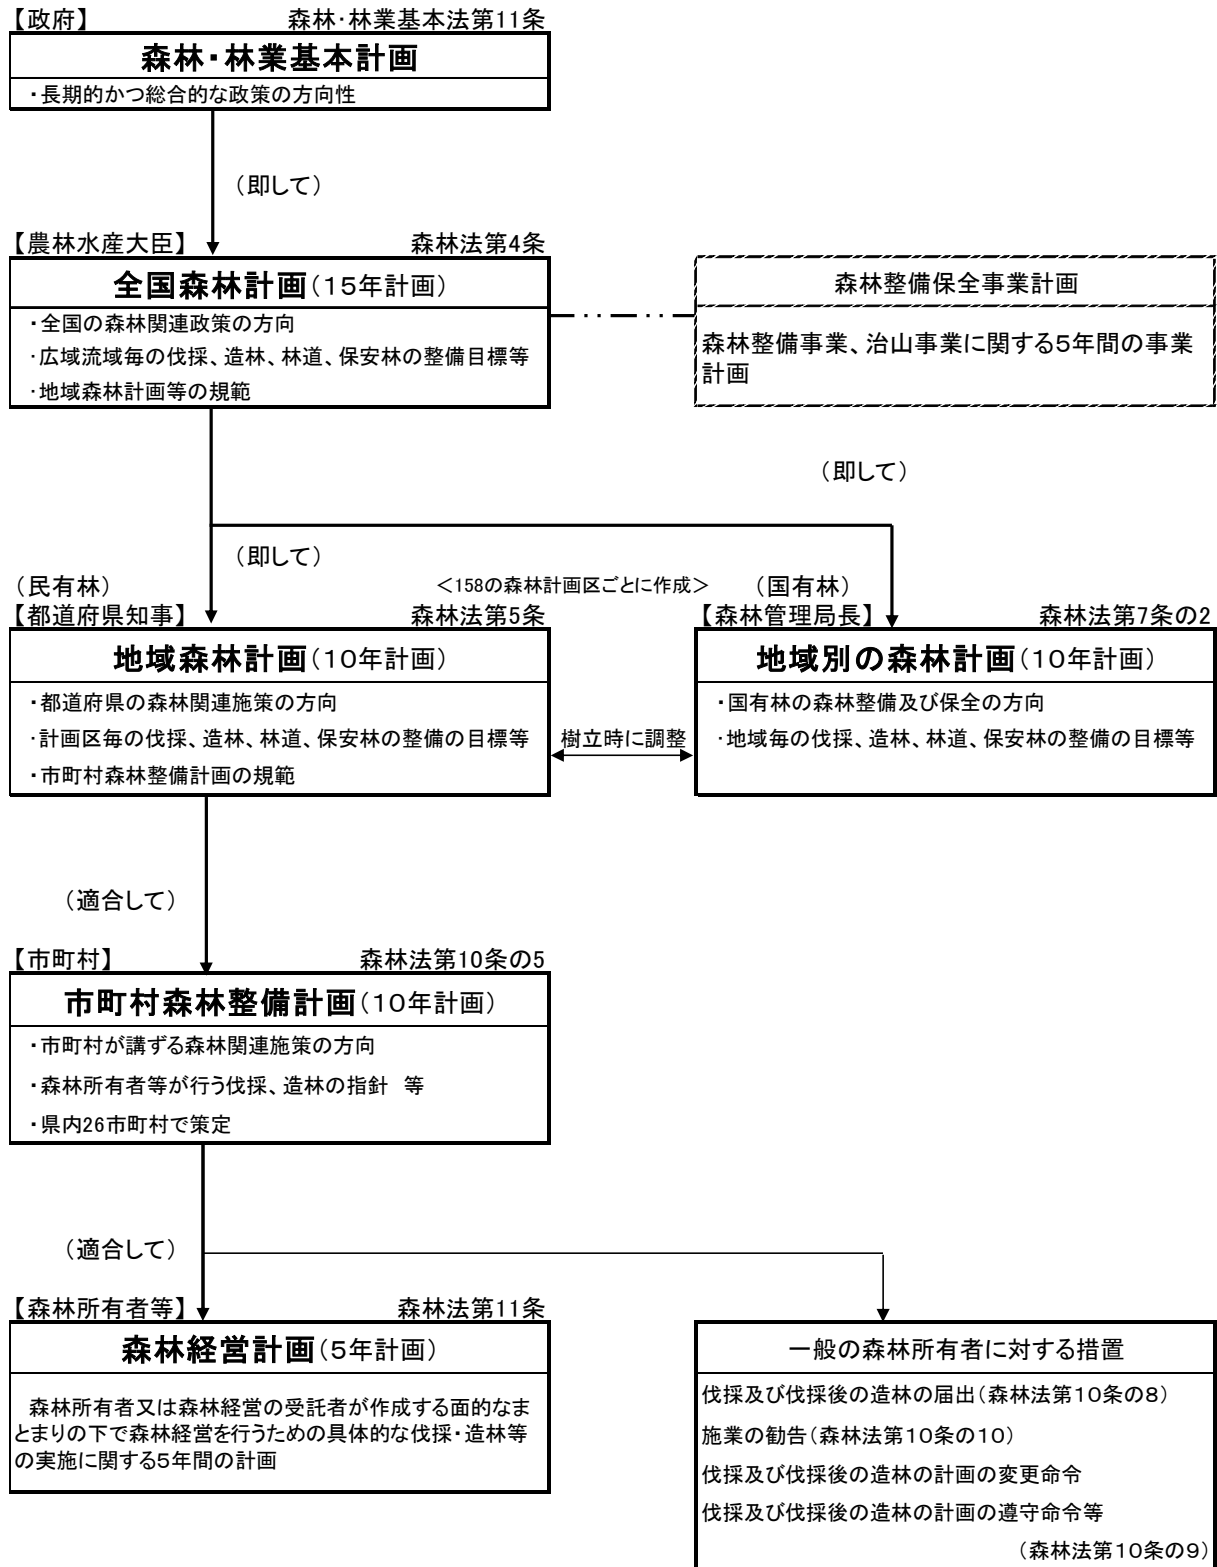 【政府】 森林・林業基本法第11条
森林・林業基本計画
・長期的かつ総合的な政策の方向性
（即して）
【農林水産大臣】 森林法第4条
全国森林計画（15年計画）
・全国の森林関連政策の方向
・広域流域毎の伐採、造林、林道、保安林の整備目標等
・地域森林計画等の規範
森林整備保全事業計画
森林整備事業、治山事業に関する5年間の事業
計画
（即して）
（即して）
（民有林） ＜158の森林計画区ごとに作成＞ （国有林）
【都道府県知事】 森林法第5条
地域森林計画（10年計画）
・都道府県の森林関連施策の方向
・計画区毎の伐採、造林、林道、保安林の整備の目標等
・市町村森林整備計画の規範
樹立時に調整
【森林管理局長】 森林法第7条の2
地域別の森林計画（10年計画）
・国有林の森林整備及び保全の方向
・地域毎の伐採、造林、林道、保安林の整備の目標等
（適合して）
【市町村】 森林法第10条の5
市町村森林整備計画（10年計画）
・市町村が講ずる森林関連施策の方向
・森林所有者等が行う伐採、造林の指針　等
・県内26市町村で策定
（適合して）
【森林所有者等】 森林法第11条
森林経営計画（5年計画）
森林所有者又は森林経営の受託者が作成する面的なま
とまりの下で森林経営を行うための具体的な伐採・造林等
の実施に関する5年間の計画
一般の森林所有者に対する措置
伐採及び伐採後の造林の届出（森林法第10条の8）
施業の勧告（森林法第10条の10）
伐採及び伐採後の造林の計画の変更命令
伐採及び伐採後の造林の計画の遵守命令等
（森林法第10条の9）